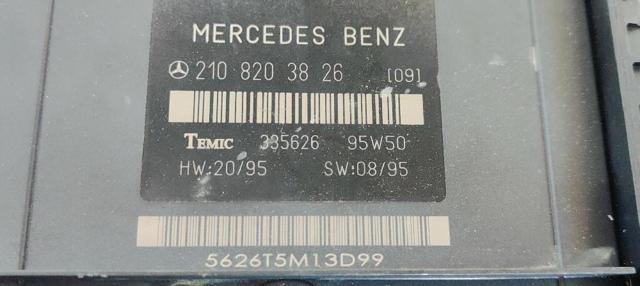 MERCEDES BENZ
210 820 38 26 [09]
TEMIC 335626 95W50
HW:20/95 SW:08/95
5626T5M13D99